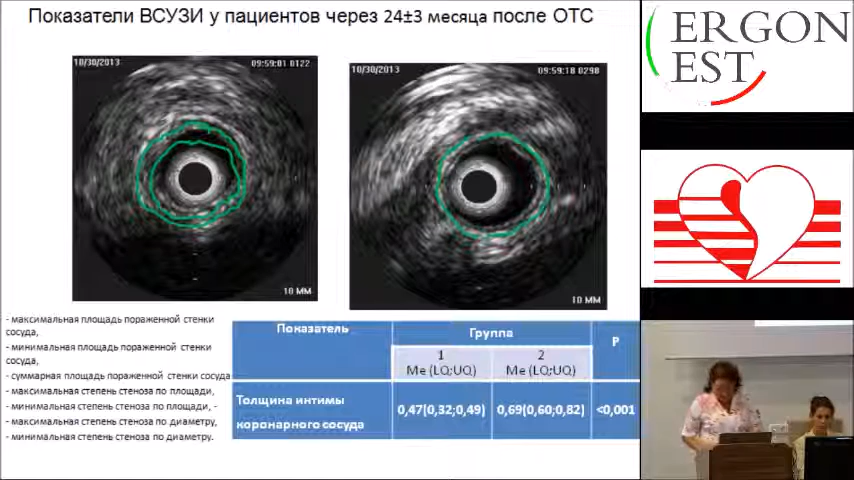 Показатели ВСУЗИ у пациентов через 24±3 месяца после ОТС
ERGON
EST
10/30/2013 09:59:01 0122
10/30/2013 09:59:18 0298
10 MM
10 MM
- максимальная площадь пораженной стенки
сосуда,
- минимальная площадь пораженной стенки
сосуда,
- суммарная площадь пораженной стенки сосуда
- максимальная степень стеноза по площади,
- минимальная степень стеноза по площади, -
- максимальная степень стеноза по диаметру,
- минимальная степень стеноза по диаметру.
Показатель Группа P
1 2
Me (LQ;UQ) Me (LQ;UQ)
Толщина интимы
коронарного сосуда
0,47(0,32;0,49) 0,69(0,60;0,82) <0,001